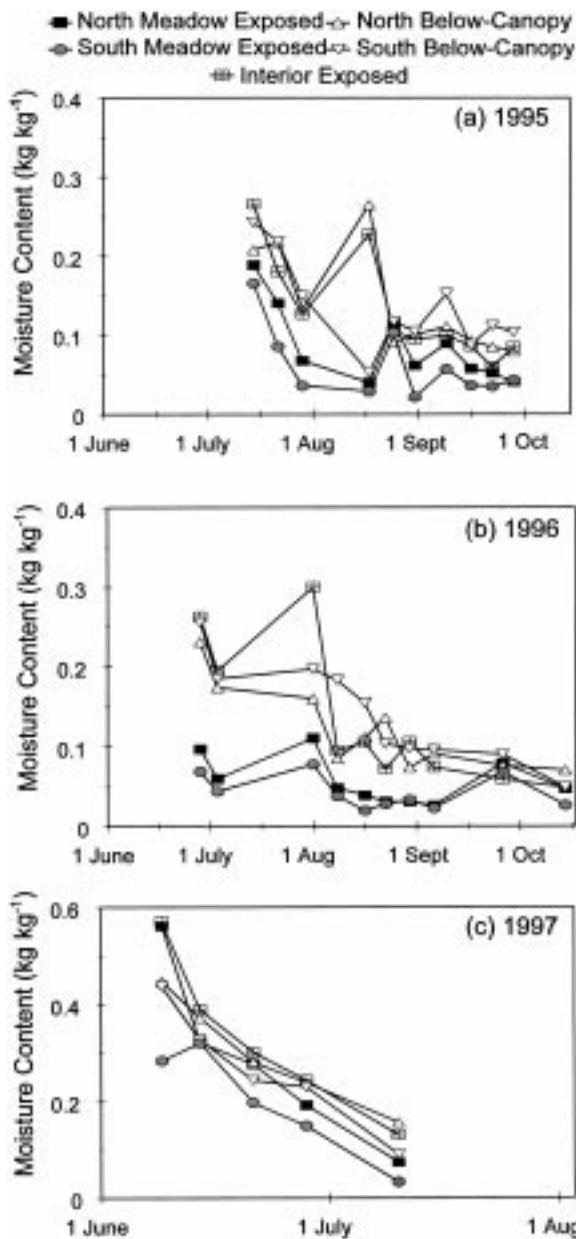 North Meadow Exposed North Below-Canopy
South Meadow Exposed South Below-Canopy
Interior Exposed
0.4
(a) 1995
0.3
0.2
0.1
0
Moisture Content (kg kg⁻¹)
1 June 1 July 1 Aug 1 Sept 1 Oct
0.4
(b) 1996
0.3
0.2
0.1
0
Moisture Content (kg kg⁻¹)
1 June 1 July 1 Aug 1 Sept 1 Oct
0.6
(c) 1997
0.4
0.2
0
Moisture Content (kg kg⁻¹)
1 June 1 July 1 Aug